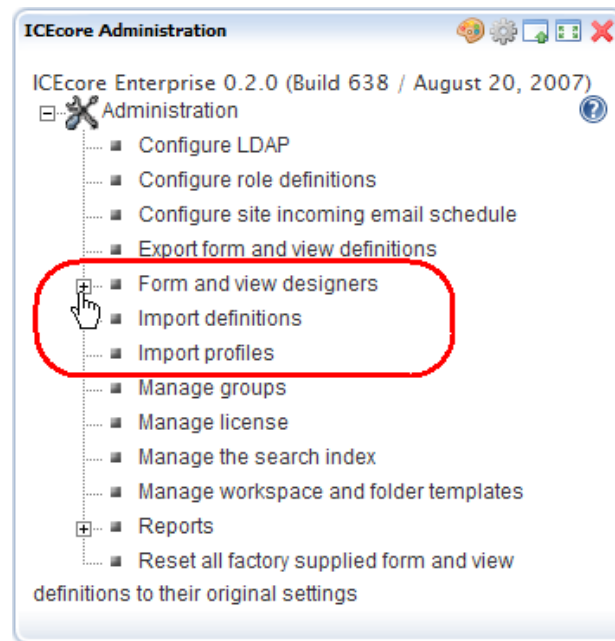 ICEcore Administration
ICEcore Enterprise 0.2.0 (Build 638 / August 20, 2007)
Administration
Configure LDAP
Configure role definitions
Configure site incoming email schedule
Export form and view definitions
Form and view designers
Import definitions
Import profiles
Manage groups
Manage license
Manage the search index
Manage workspace and folder templates
Reports
Reset all factory supplied form and view
definitions to their original settings